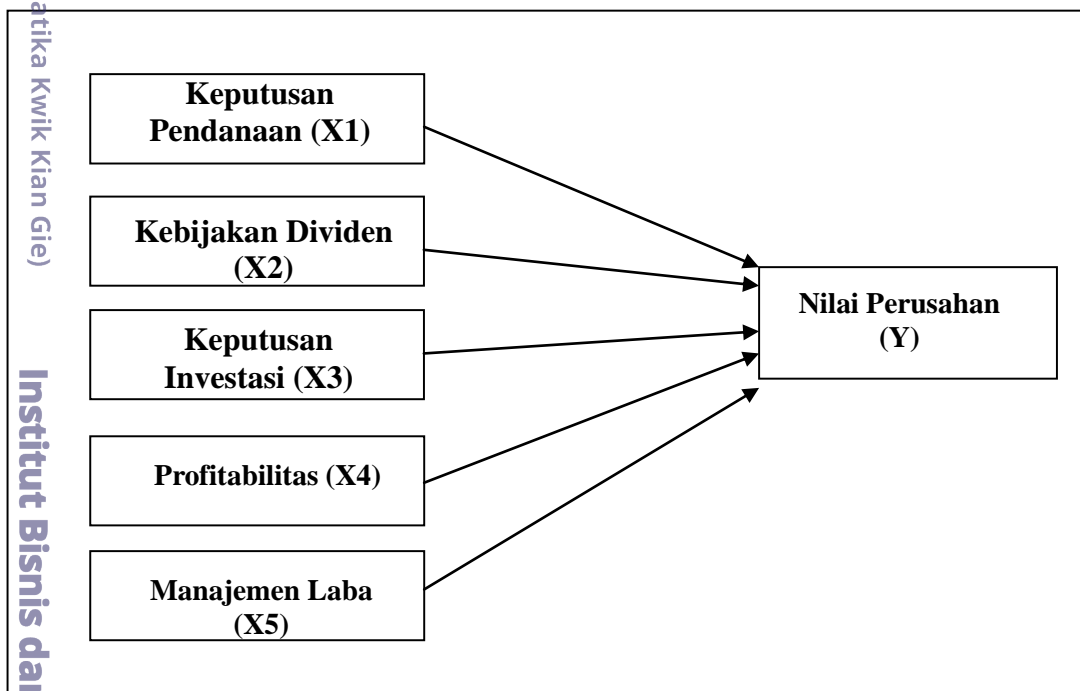 atika Kwik Kian Gie)
Institut Bisnis dan
Keputusan
Pendanaan (X1)
Kebijakan Dividen
(X2)
Keputusan
Investasi (X3)
Profitabilitas (X4)
Manajemen Laba
(X5)
Nilai Perusahan
(Y)